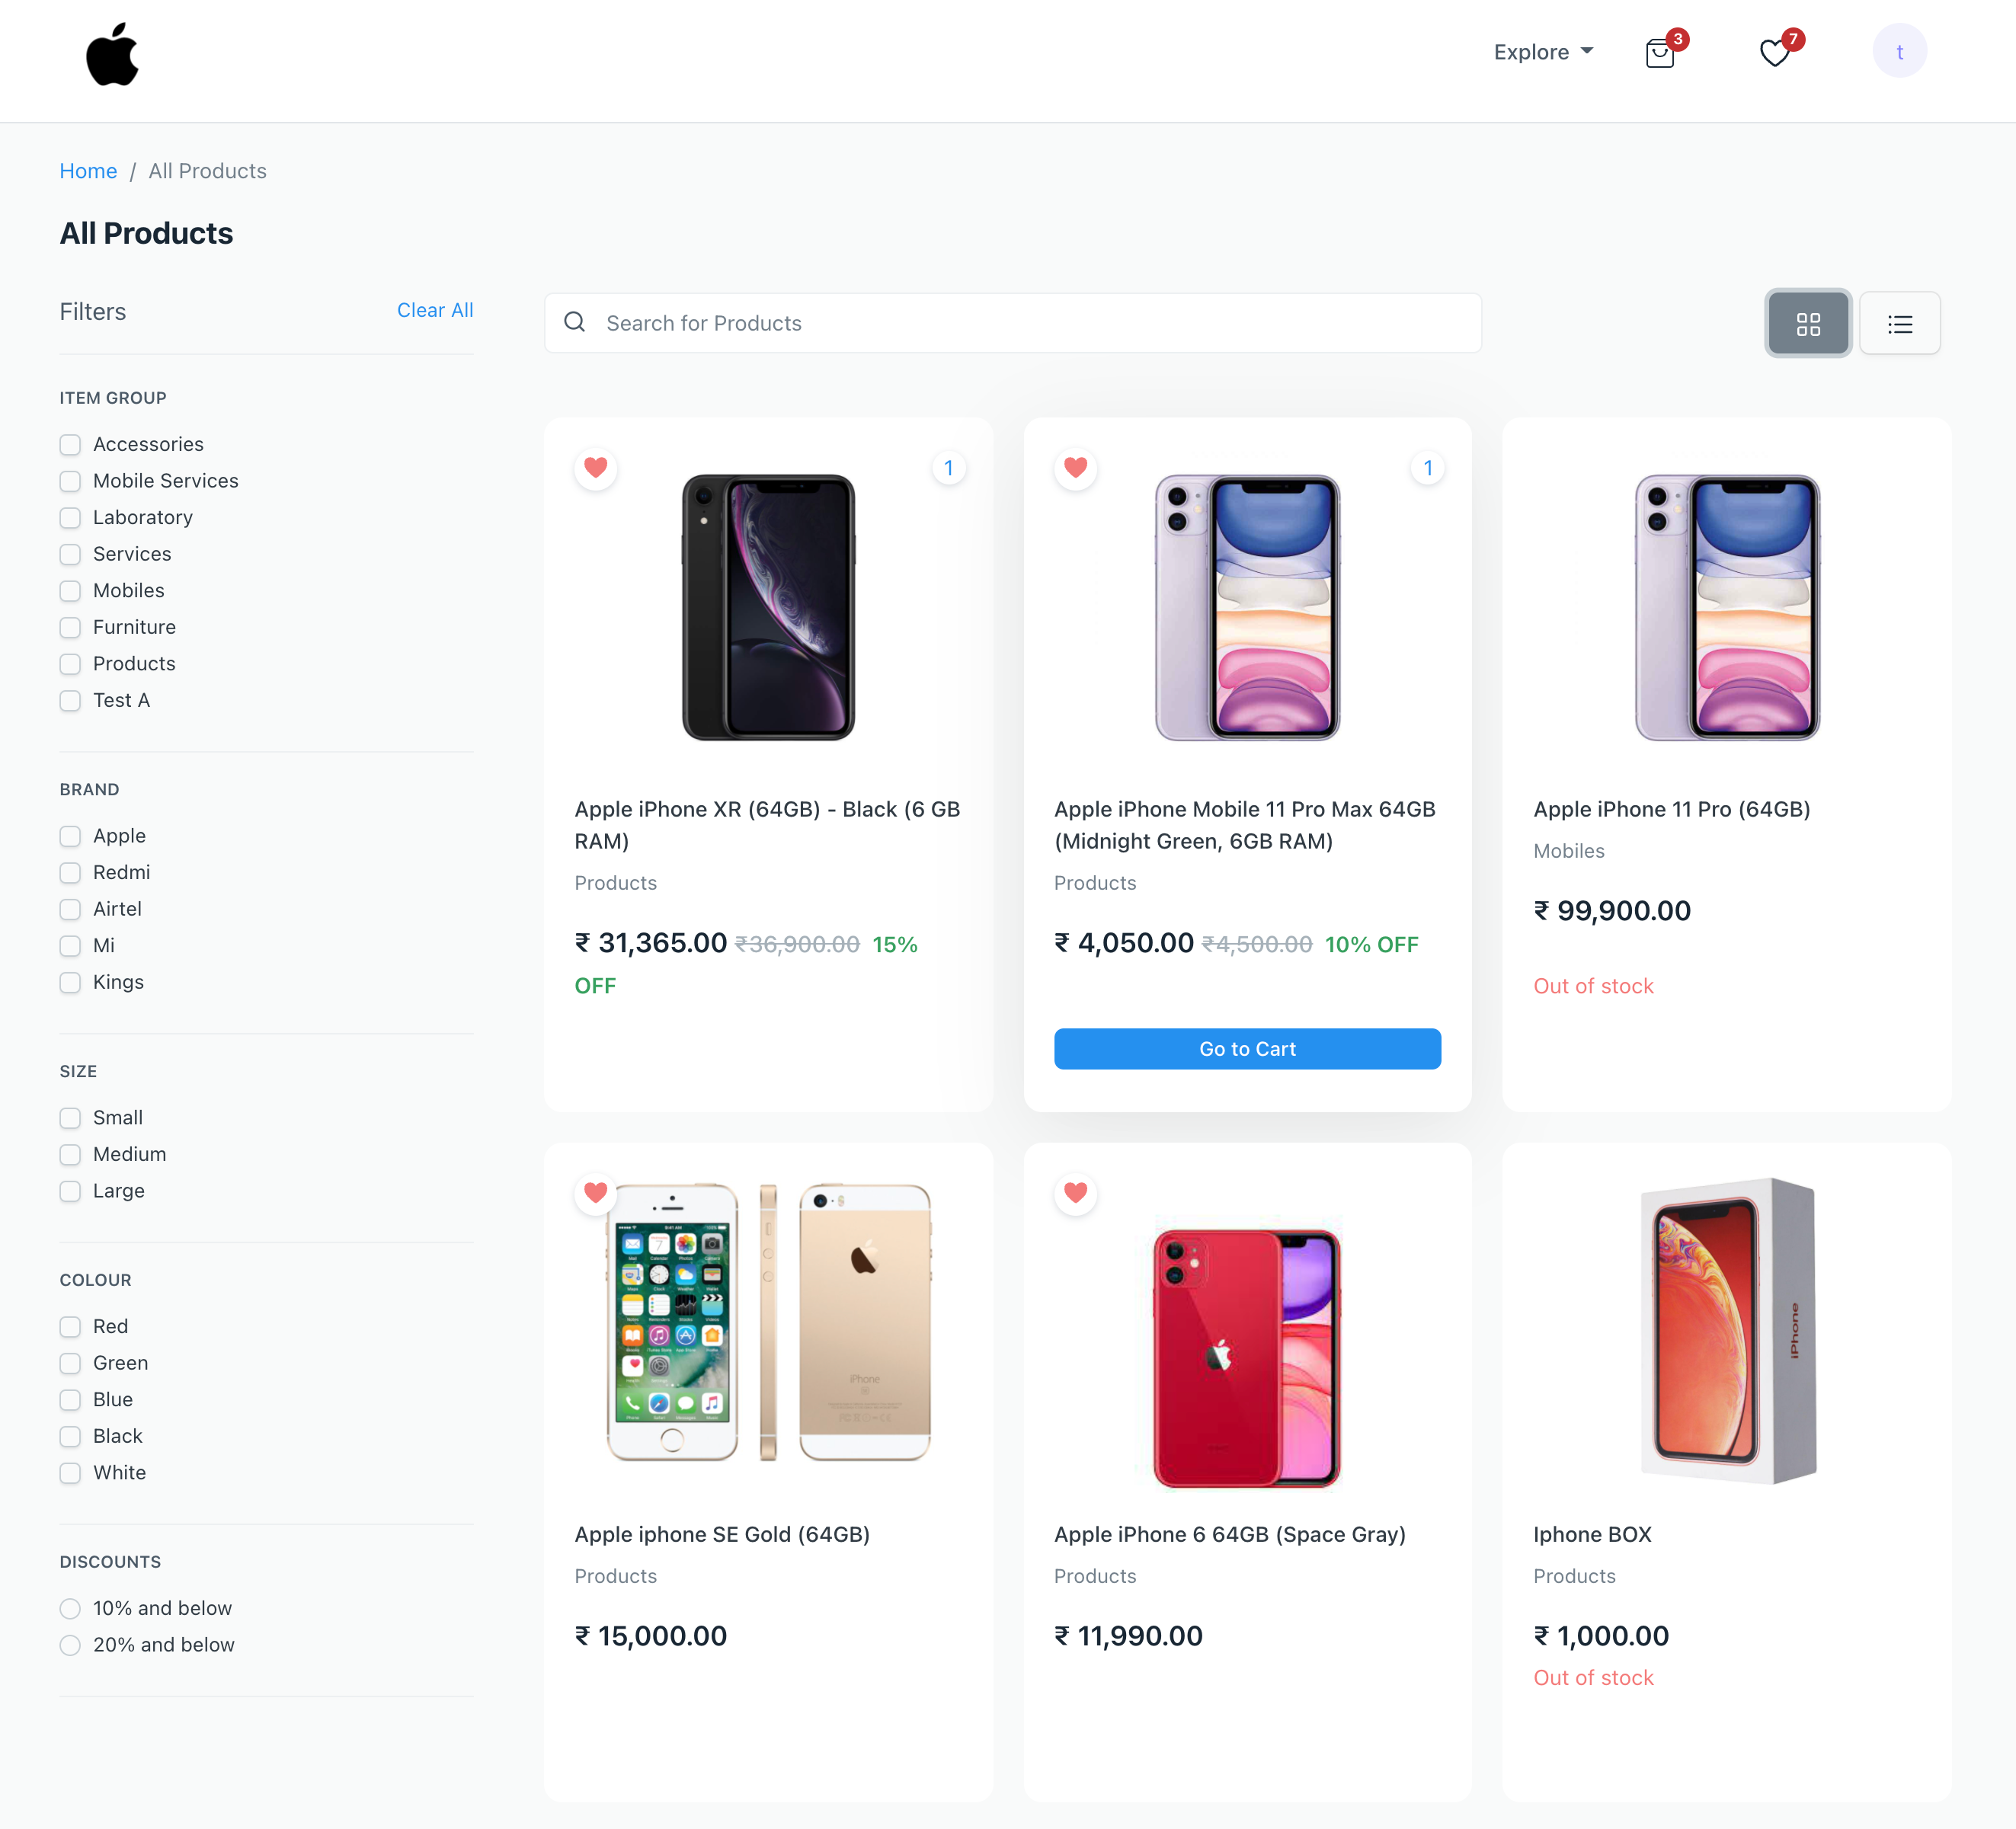 Explore
3
7
t
Home / All Products
All Products
Filters
Clear All
ITEM GROUP
Accessories
Mobile Services
Laboratory
Services
Mobiles
Furniture
Products
Test A
BRAND
Apple
Redmi
Airtel
Mi
Kings
SIZE
Small
Medium
Large
COLOUR
Red
Green
Blue
Black
White
DISCOUNTS
10% and below
20% and below
Search for Products
1
Apple iPhone XR (64GB) - Black (6 GB
RAM)
Products
₹ 31,365.00 ₹36,900.00 15%
OFF
1
Apple iPhone Mobile 11 Pro Max 64GB
(Midnight Green, 6GB RAM)
Products
₹ 4,050.00 ₹4,500.00 10% OFF
Go to Cart
Apple iPhone 11 Pro (64GB)
Mobiles
₹ 99,900.00
Out of stock
iPhone
Apple iphone SE Gold (64GB)
Products
₹ 15,000.00
Apple iPhone 6 64GB (Space Gray)
Products
₹ 11,990.00
iPhone
Iphone BOX
Products
₹ 1,000.00
Out of stock